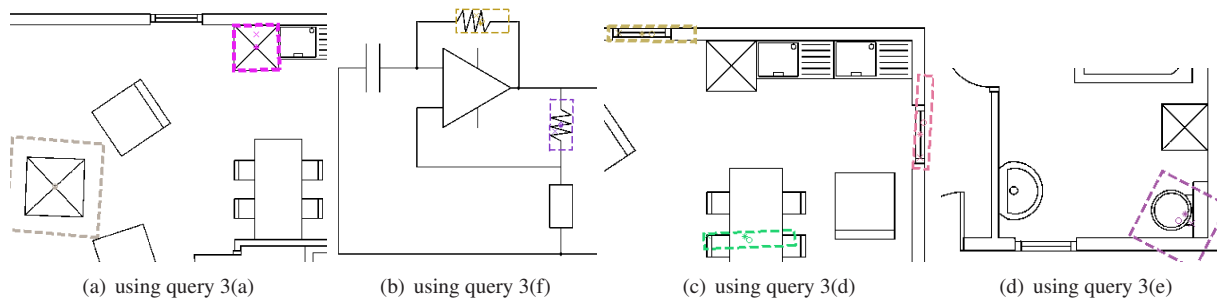 (a) using query 3(a)
(b) using query 3(f)
(c) using query 3(d)
(d) using query 3(e)